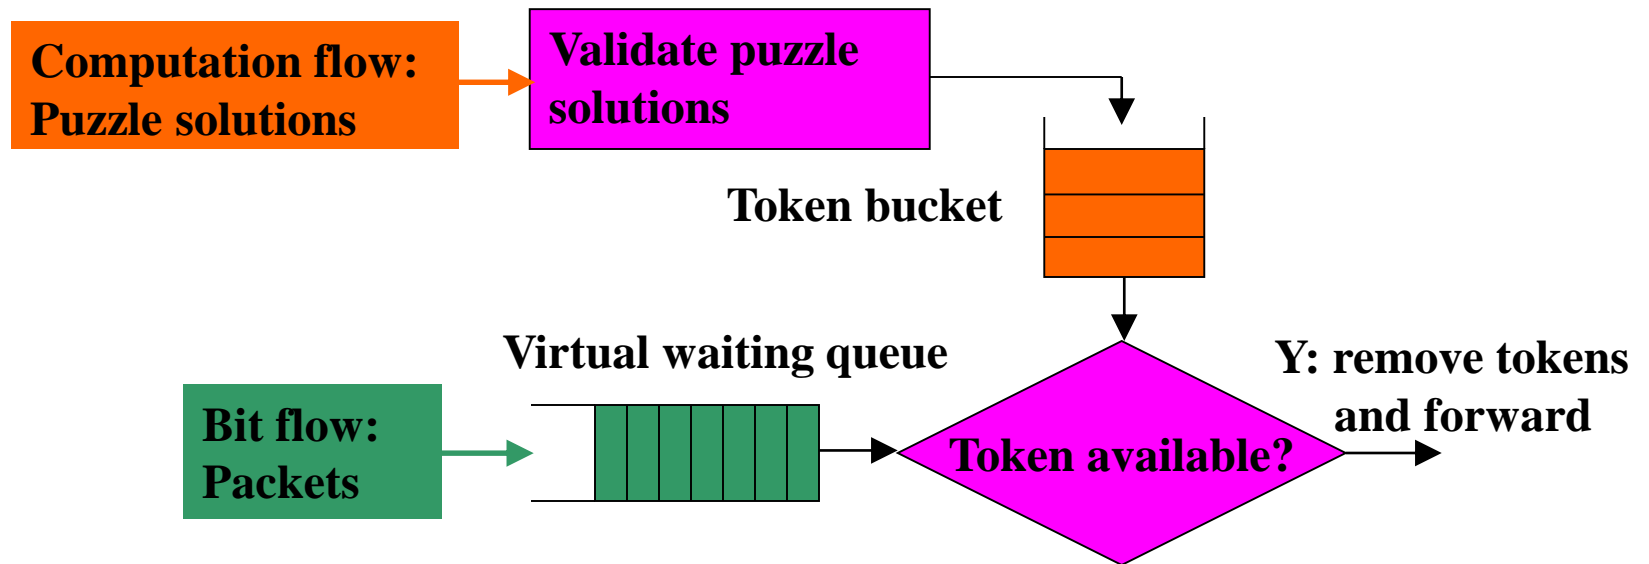 Computation flow:
Puzzle solutions
Validate puzzle
solutions
Token bucket
Virtual waiting queue
Bit flow:
Packets
Token available?
Y: remove tokens
and forward